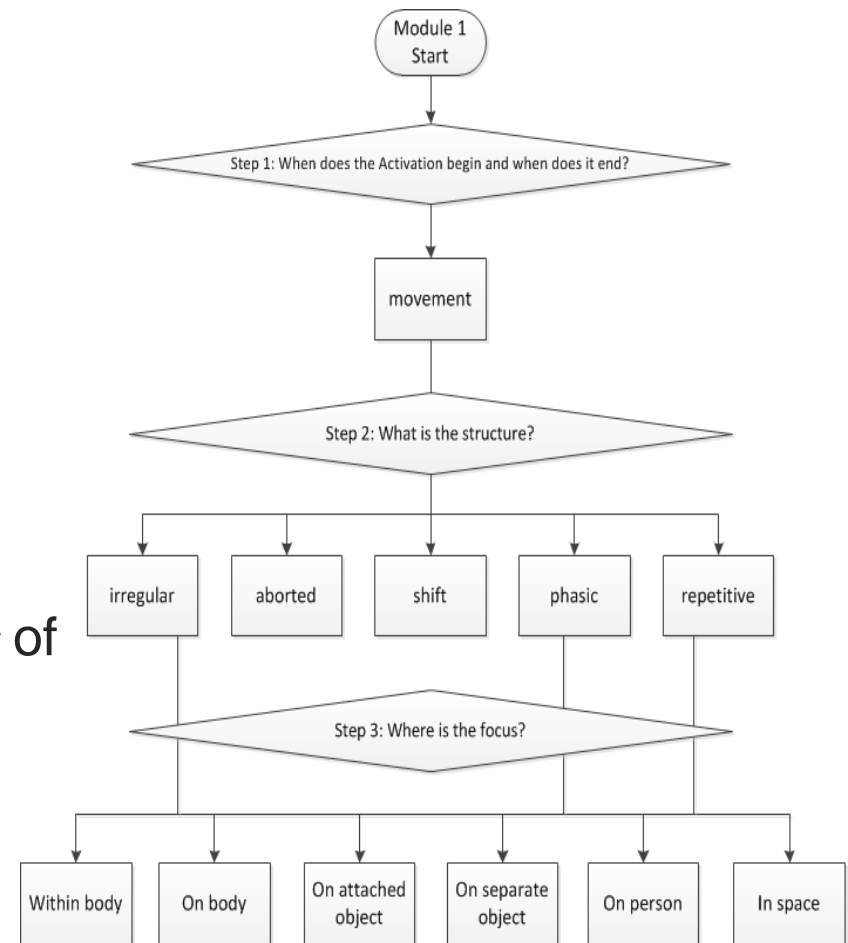 Module 1
Start
Step 1: When does the Activation begin and when does it end?
movement
Step 2: What is the structure?
irregular
aborted
shift
phasic
repetitive
of
Step 3: Where is the focus?
Within body
On body
On attached
object
On separate
object
On person
In space